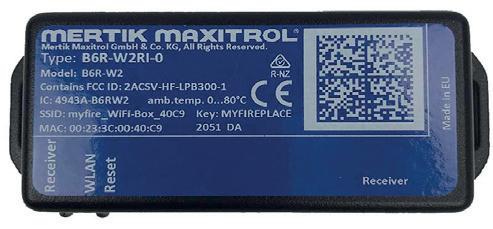 MERTIK MAXITROL®
Mertik Maxitrol GmbH & Co. KG, All Rights Reserved.
Type: B6R-W2RI-0
Model: B6R-W2
R-NZ
Contains FCC ID: 2ACSV-HF-LPB300-1
IC: 4943A-B6RW2 amb.temp. 0...80°C
SSID: myfire_WiFi-Box_40C9 Key: MYFIREPLACE
MAC: 00:23:3C:00:40:C9 2051 DA
Made in EU
Receiver
WLAN
Reset
Receiver